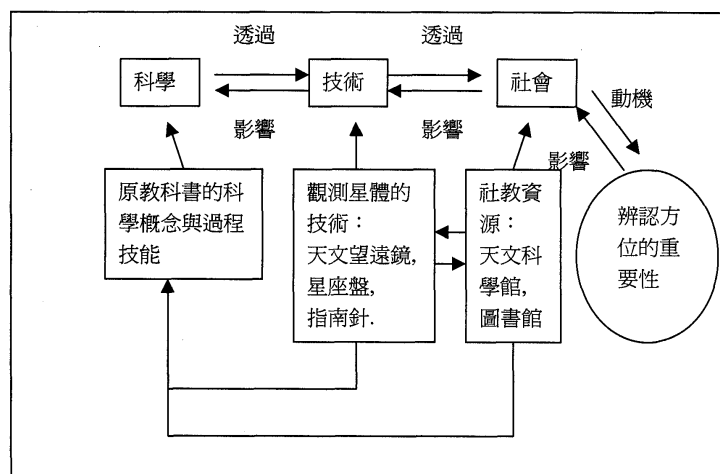 透過
透過
科學
技術
社會
動機
影響
影響
影響
原教科書的科
學概念與過程
技能
觀測星體的
技術：
天文望遠鏡,
星座盤,
指南針.
社教資
源：
天文科
學館,
圖書館
辨認方
位的重
要性